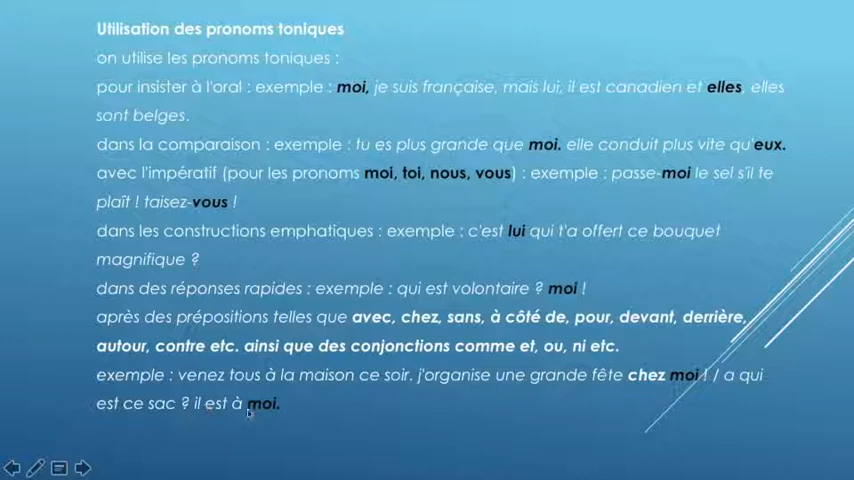 Utilisation des pronoms toniques
on utilise les pronoms toniques :
pour insister à l'oral : exemple : moi, je suis française, mais lui, il est canadien et elles, elles
sont belges.
dans la comparaison : exemple : tu es plus grande que moi. elle conduit plus vite qu'eux.
avec l'impératif (pour les pronoms moi, toi, nous, vous) : exemple : passe-moi le sel s'il te
plaît ! taisez-vous !
dans les constructions emphatiques : exemple : c'est lui qui t'a offert ce bouquet
magnifique ?
dans des réponses rapides : exemple : qui est volontaire ? moi !
après des prépositions telles que avec, chez, sans, à côté de, pour, devant, derrière,
autour, contre etc. ainsi que des conjonctions comme et, ou, ni etc.
exemple : venez tous à la maison ce soir. j'organise une grande fête chez moi ! / a qui
est ce sac ? il est à moi.